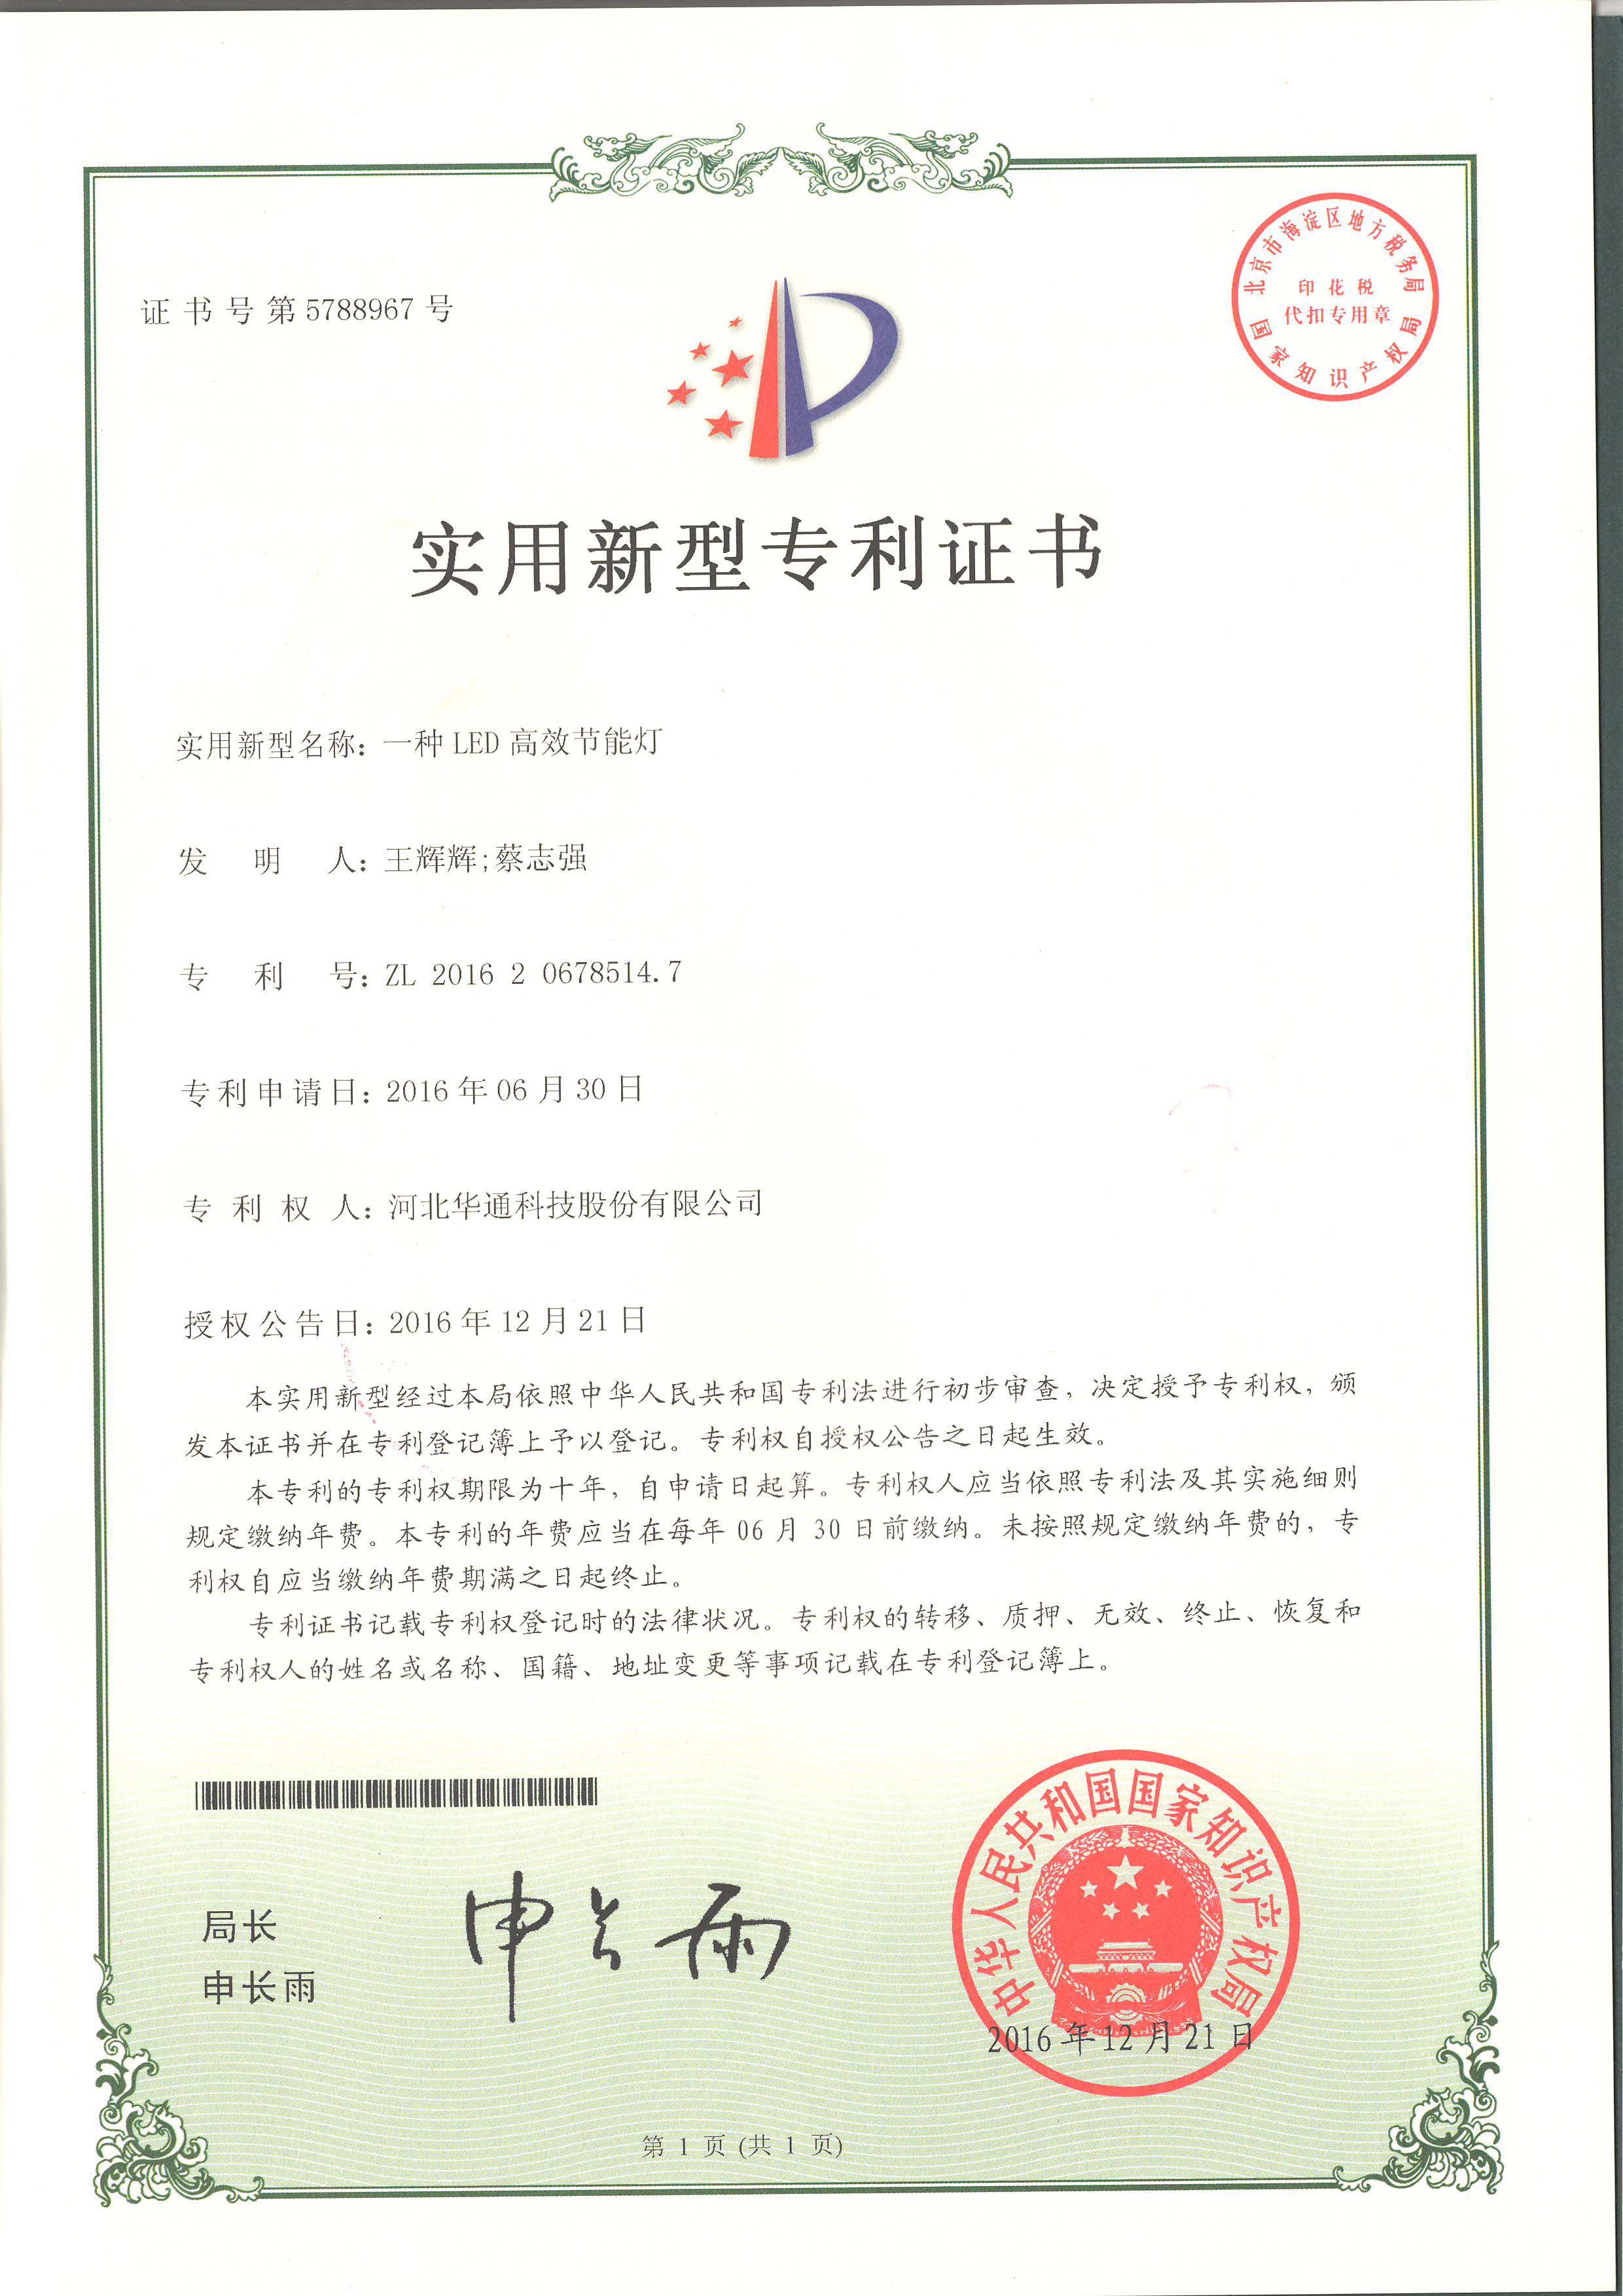 证书号第5788967号
北京市海淀区地方税务局
印花税
代扣专用章
国家知识产权局
实用新型专利证书
实用新型名称：一种LED高效节能灯
发明人：王辉辉;蔡志强
专利号：ZL 2016 2 0678514.7
专利申请日：2016年06月30日
专利权人：河北华通科技股份有限公司
授权公告日：2016年12月21日
本实用新型经过本局依照中华人民共和国专利法进行初步审查，决定授予专利权，颁
发本证书并在专利登记簿上予以登记。专利权自授权公告之日起生效。
本专利的专利权期限为十年，自申请日起算。专利权人应当依照专利法及其实施细则
规定缴纳年费。本专利的年费应当在每年06月30日前缴纳。未按照规定缴纳年费的，专
利权自应当缴纳年费期满之日起终止。
专利证书记载专利权登记时的法律状况。专利权的转移、质押、无效、终止、恢复和
专利权人的姓名或名称、国籍、地址变更等事项记载在专利登记簿上。
局长
申长雨
申长雨
中华人民共和国国家知识产权局
2016年12月21日
第 1 页 (共 1 页)